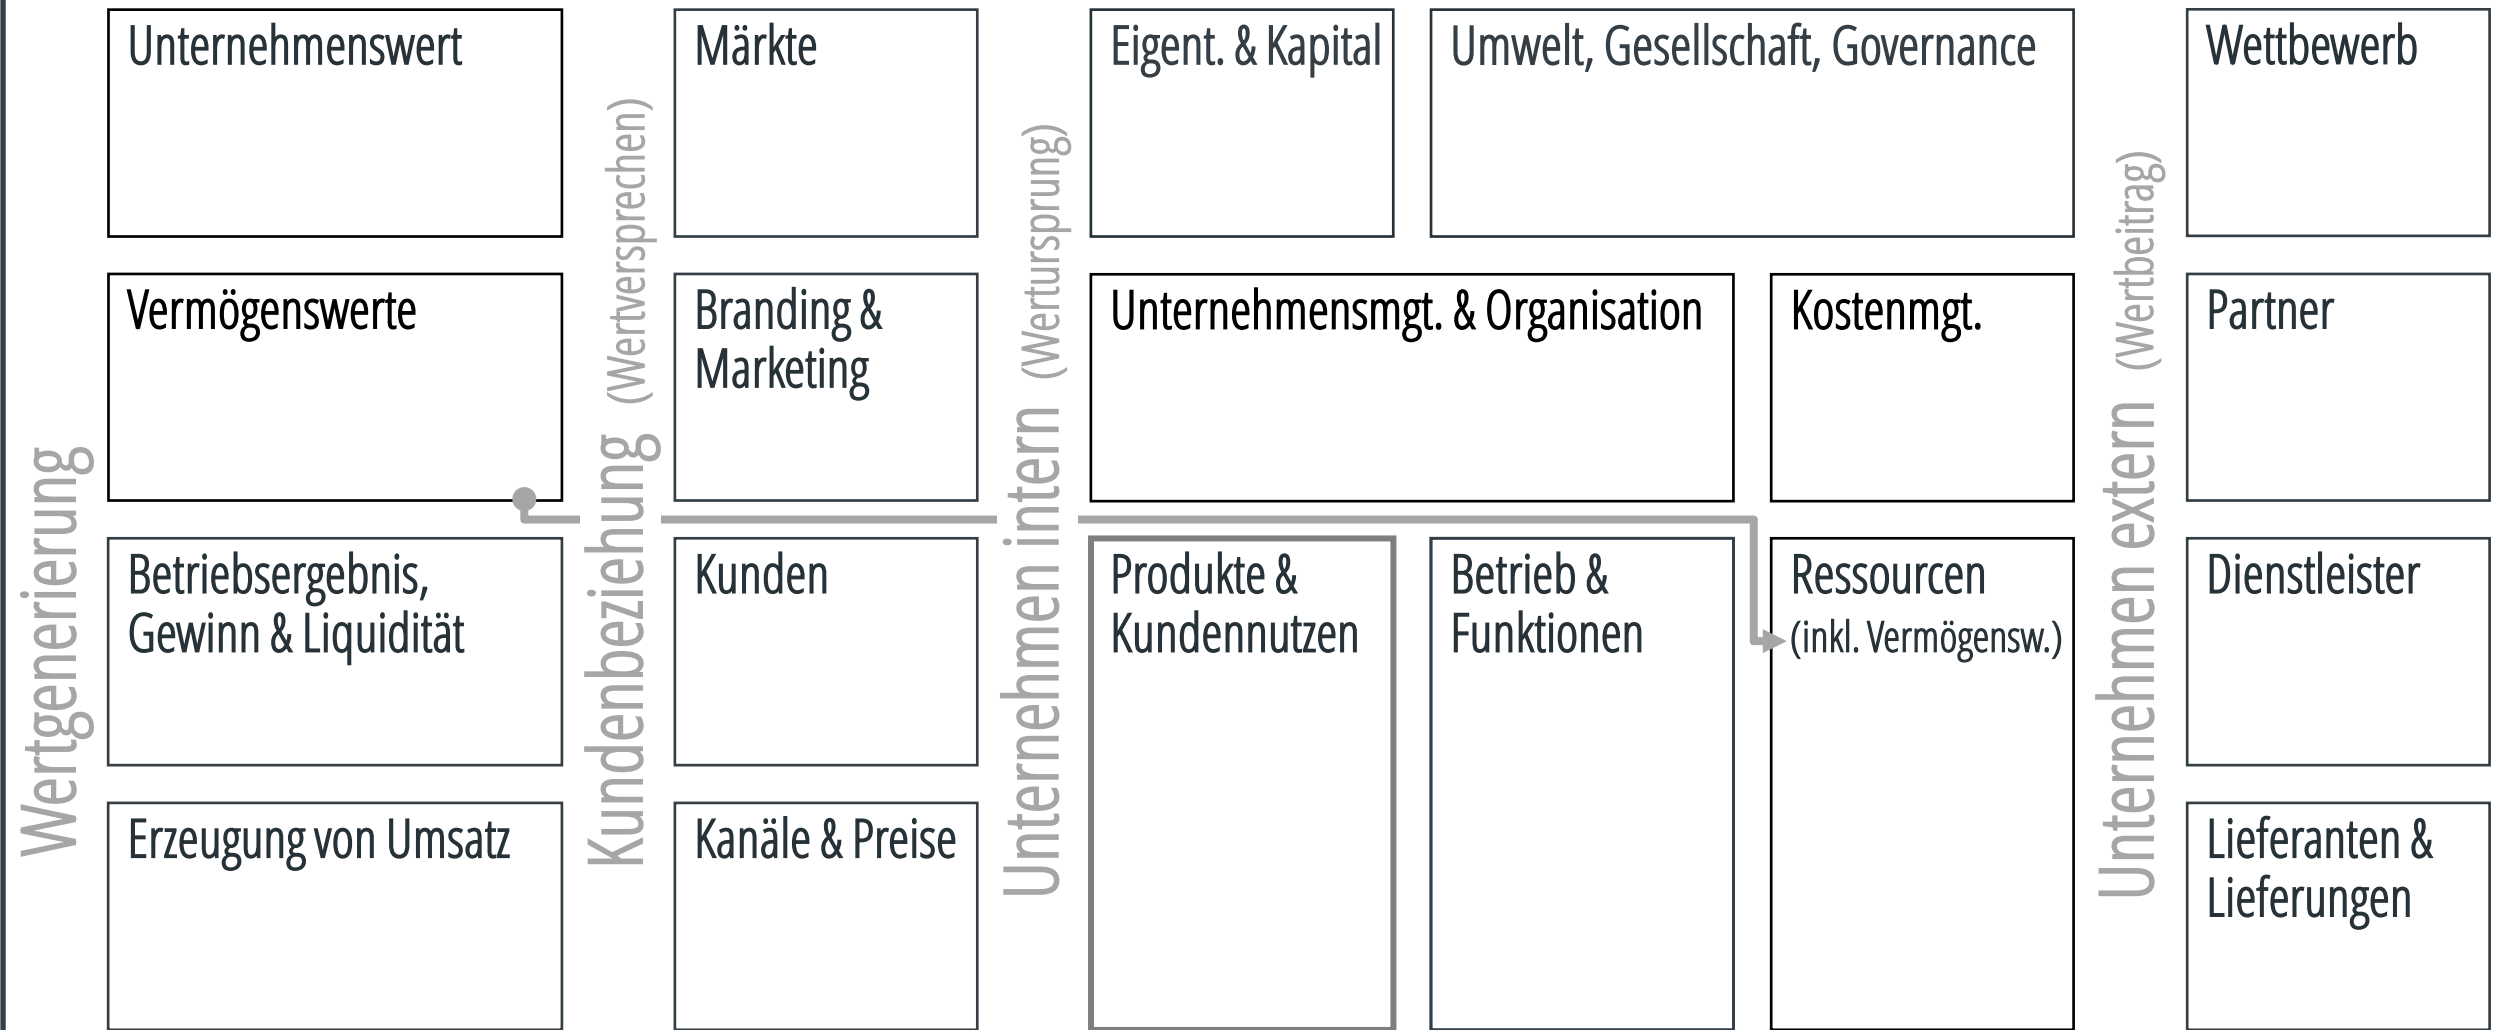 Wertgenerierung
Unternehmenswert
Vermögenswerte
Betriebsergebnis,
Gewinn & Liquidität
Erzeugung von Umsatz
Kundenbeziehung (Wertversprechen)
Märkte
Branding &
Marketing
Kunden
Kanäle & Preise
Unternehmen intern (Wertursprung)
Eigent. & Kapital
Umwelt, Gesellschaft, Governance
Unternehmensmgt. & Organisation
Kostenmgt.
Produkte &
Kundennutzen
Betrieb &
Funktionen
Ressourcen
(inkl. Vermögensw.)
Unternehmen extern (Wertbeitrag)
Wettbewerb
Partner
Dienstleister
Lieferanten &
Lieferungen